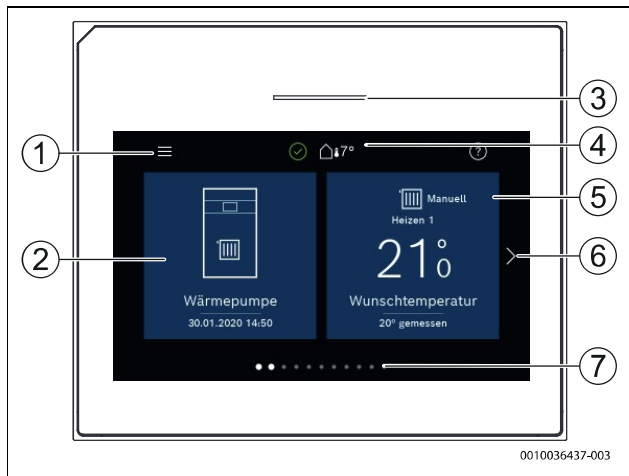 1
2
3
4
5
6
7
7°
?
Manuell
Heizen 1
21°0
Wärmepumpe
30.01.2020 14:50
Wunschtemperatur
20° gemessen
0010036437-003